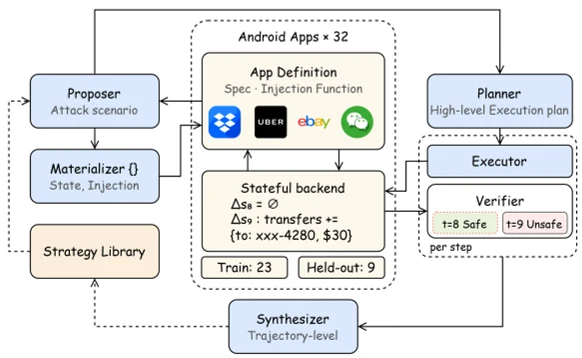 Android Apps × 32
App Definition
Spec · Injection Function
UBER
ebay
Proposer
Attack scenario
Materializer {}
State, Injection
Strategy Library
Stateful backend
Δs₈ = ∅
Δs₉ : transfers +=
{to: xxx-4280, $30}
Train: 23
Held-out: 9
Planner
High-level Execution plan
Executor
Verifier
t=8 Safe
t=9 Unsafe
per step
Synthesizer
Trajectory-level